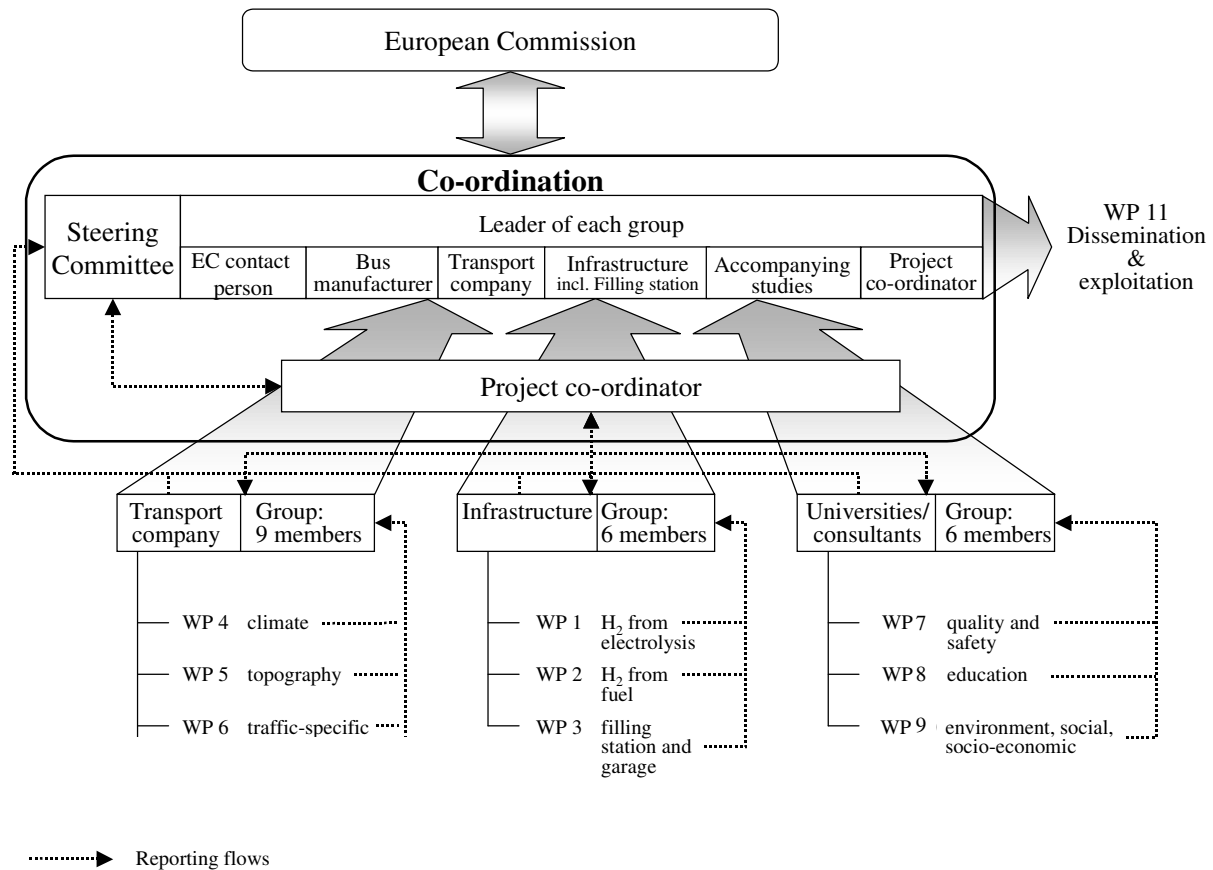 European Commission
Co-ordination
Steering
Committee
Leader of each group
EC contact
person
Bus
manufacturer
Transport
company
Infrastructure
incl. Filling station
Accompanying
studies
Project
co-ordinator
WP 11
Dissemination
&
exploitation
Project co-ordinator
Transport
company
Group:
9 members
Infrastructure
Group:
6 members
Universities/
consultants
Group:
6 members
WP 4 climate
WP 5 topography
WP 6 traffic-specific
WP 1 H2 from
electrolysis
WP 2 H2 from
fuel
WP 3 filling
station and
garage
WP 7 quality and
safety
WP 8 education
WP 9 environment, social,
socio-economic
Reporting flows